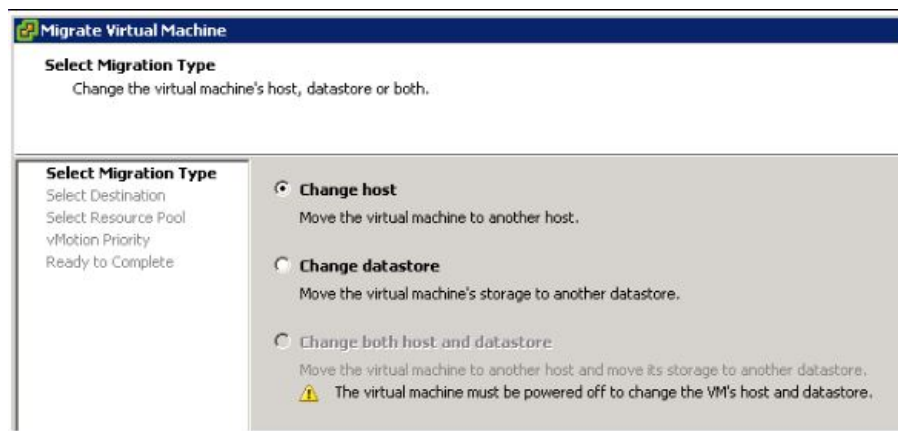 Migrate Virtual Machine
Select Migration Type
Change the virtual machine's host, datastore or both.
Select Migration Type
Select Destination
Select Resource Pool
vMotion Priority
Ready to Complete
Change host
Move the virtual machine to another host.
Change datastore
Move the virtual machine's storage to another datastore.
Change both host and datastore
Move the virtual machine to another host and move its storage to another datastore.
The virtual machine must be powered off to change the VM's host and datastore.